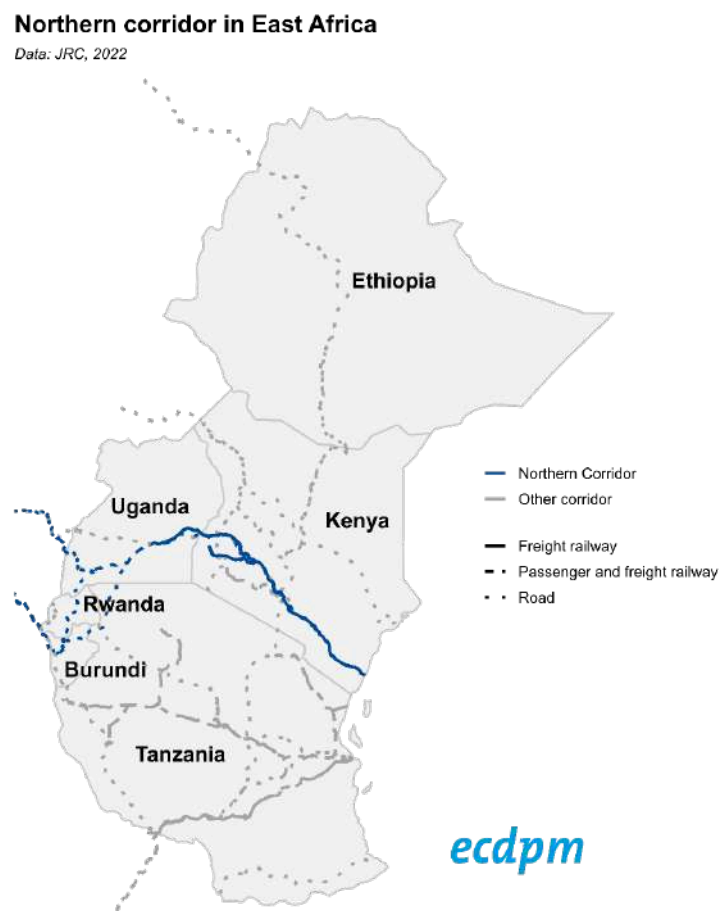 Northern corridor in East Africa
Data: JRC, 2022
Ethiopia
Northern Corridor
Other corridor
Uganda
Kenya
Freight railway
Passenger and freight railway
Road
Rwanda
Burundi
Tanzania
ecdpm